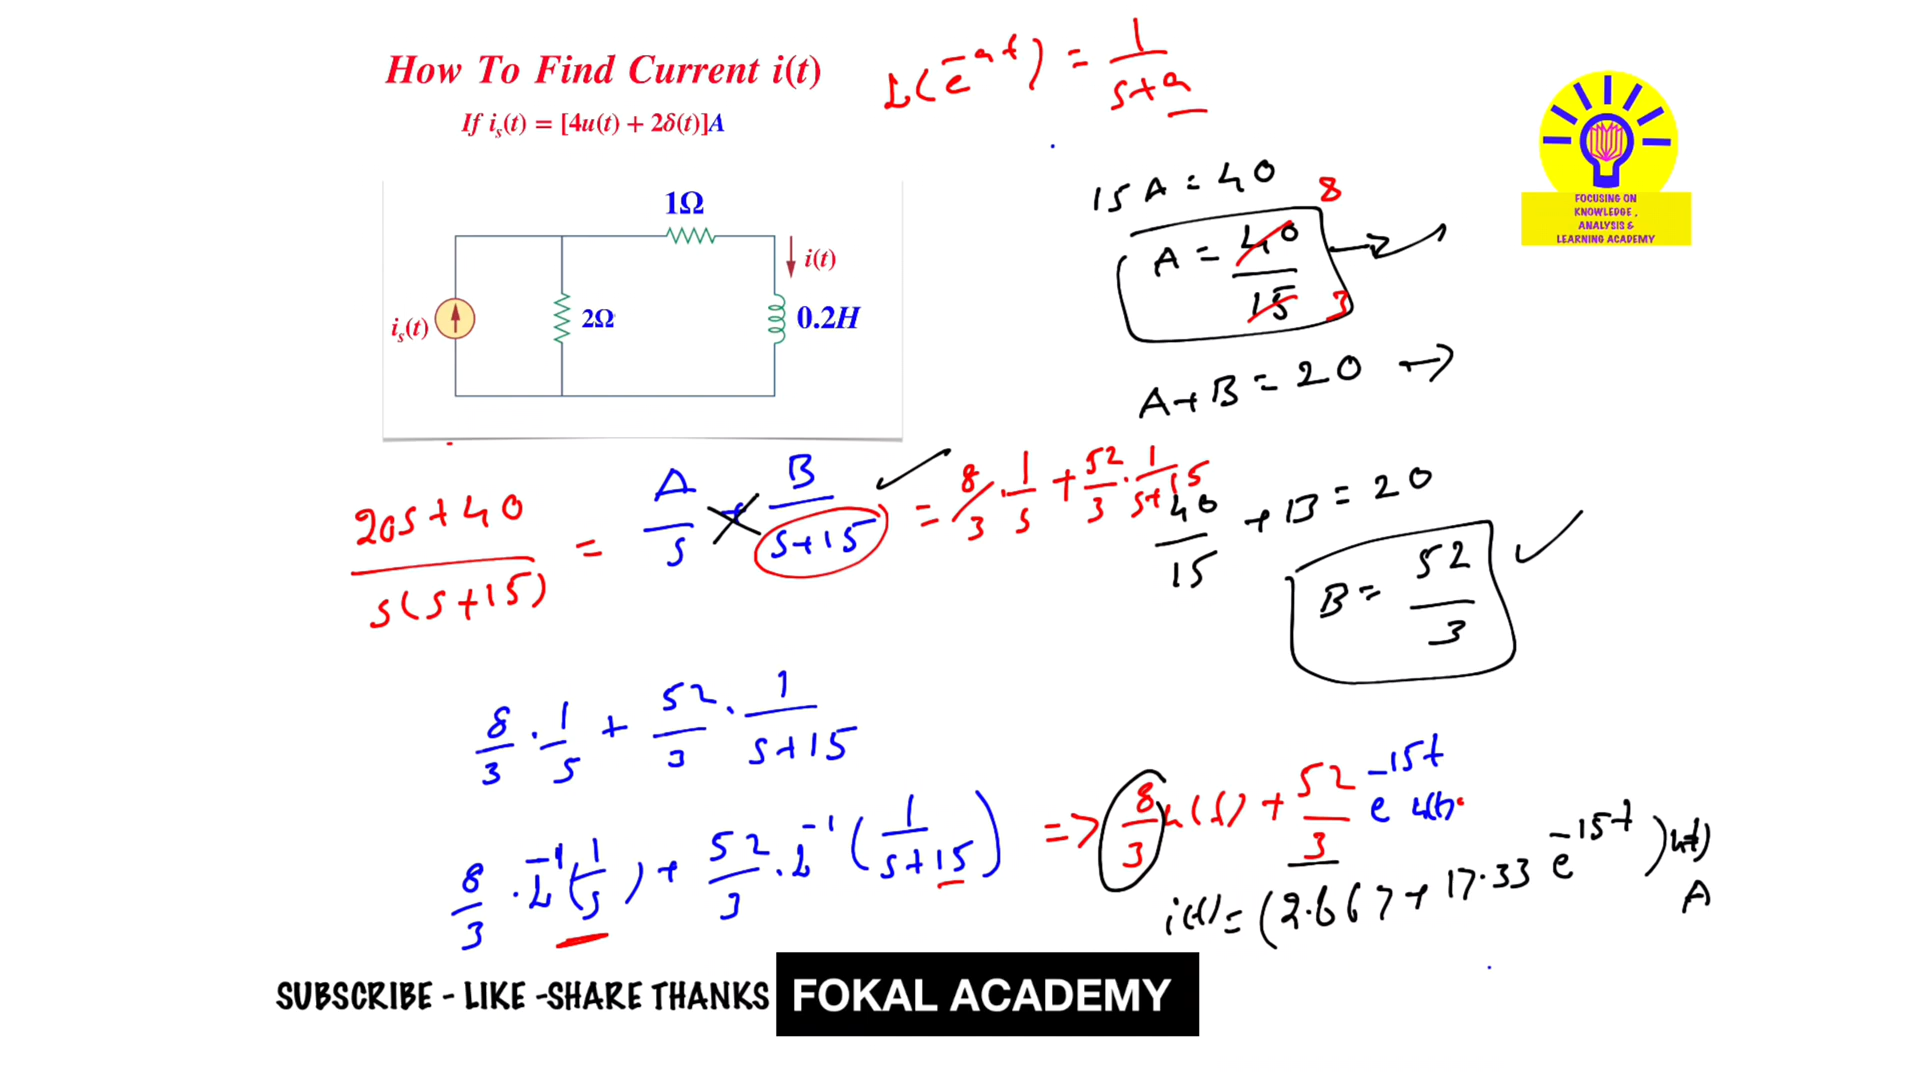 How To Find Current i(t)
If iₛ(t) = [4u(t) + 2δ(t)]A
L(e^-at) = 1/(s+a)
FOCUSING ON
KNOWLEDGE ,
ANALYSIS &
LEARNING ACADEMY
1Ω
i(t)
iₛ(t)
2Ω
0.2H
15A = 40
A = 40/15 8 3
A+B = 20 →
(20s+40)/(s(s+15)) = A/s + B/(s+15) = 8/3 · 1/s + 52/3 · 1/(s+15)
40/15 + B = 20
B = 52/3
8/3 · 1/s + 52/3 · 1/(s+15)
8/3 · L^-1(1/s) + 52/3 · L^-1(1/(s+15)) => 8/3 u(t) + 52/3 e^-15t u(t)
i(t) = (2.667 + 17.33 e^-15t) u(t) A
SUBSCRIBE - LIKE -SHARE THANKS
FOKAL ACADEMY